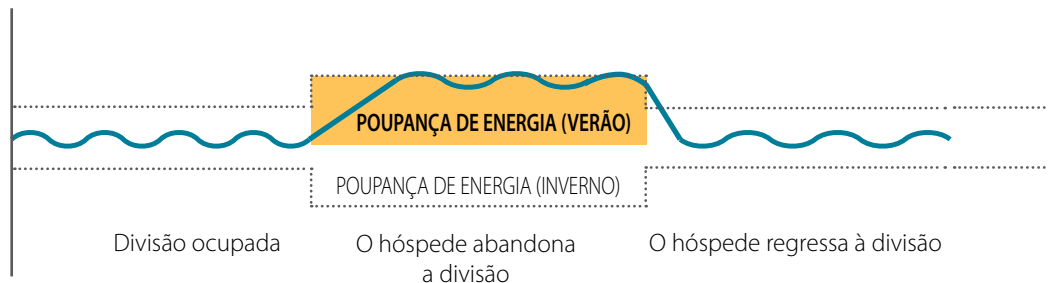 POUPANÇA DE ENERGIA (VERÃO)
POUPANÇA DE ENERGIA (INVERNO)
Divisão ocupada
O hóspede abandona
a divisão
O hóspede regressa à divisão